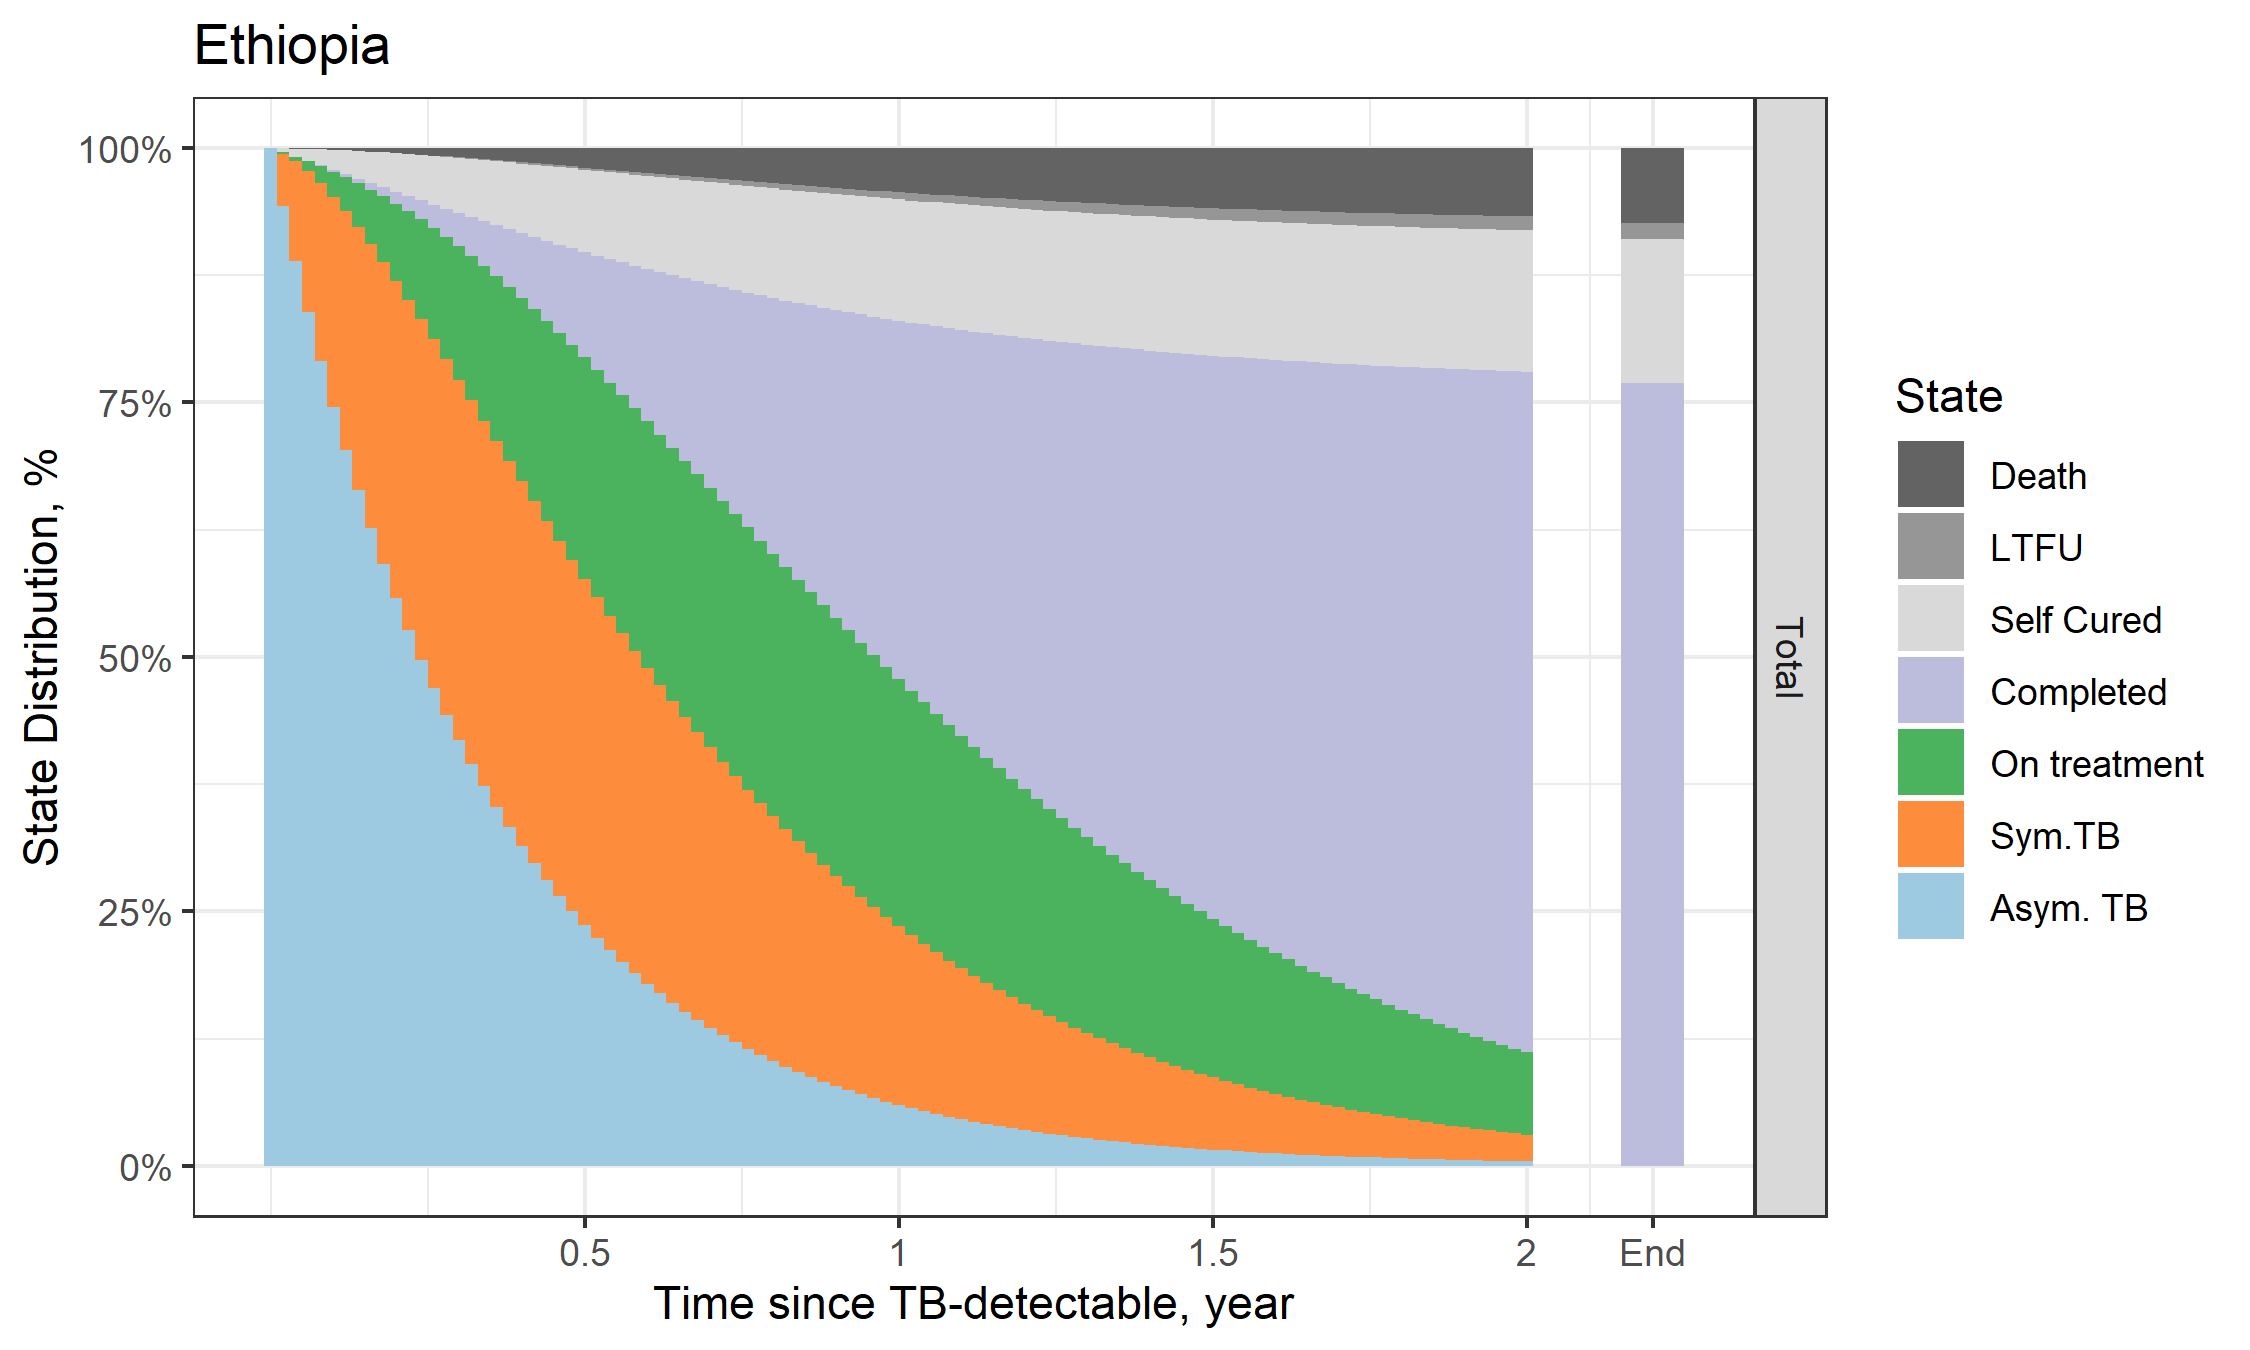 Ethiopia
100%
75%
50%
25%
0%
State Distribution, %
0.5
1
1.5
2
End
Time since TB-detectable, year
Total
State
Death
LTFU
Self Cured
Completed
On treatment
Sym.TB
Asym. TB